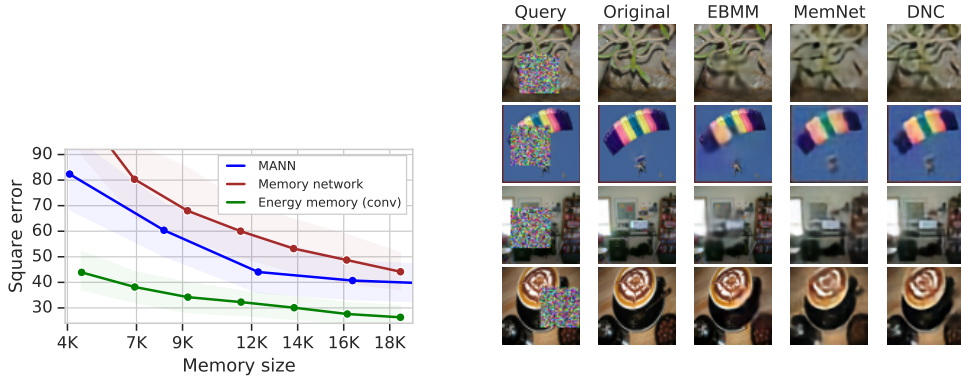 Query Original EBMM MemNet DNC
Square error
90
80
70
60
50
40
30
MANN
Memory network
Energy memory (conv)
4K 7K 9K 12K 14K 16K 18K
Memory size